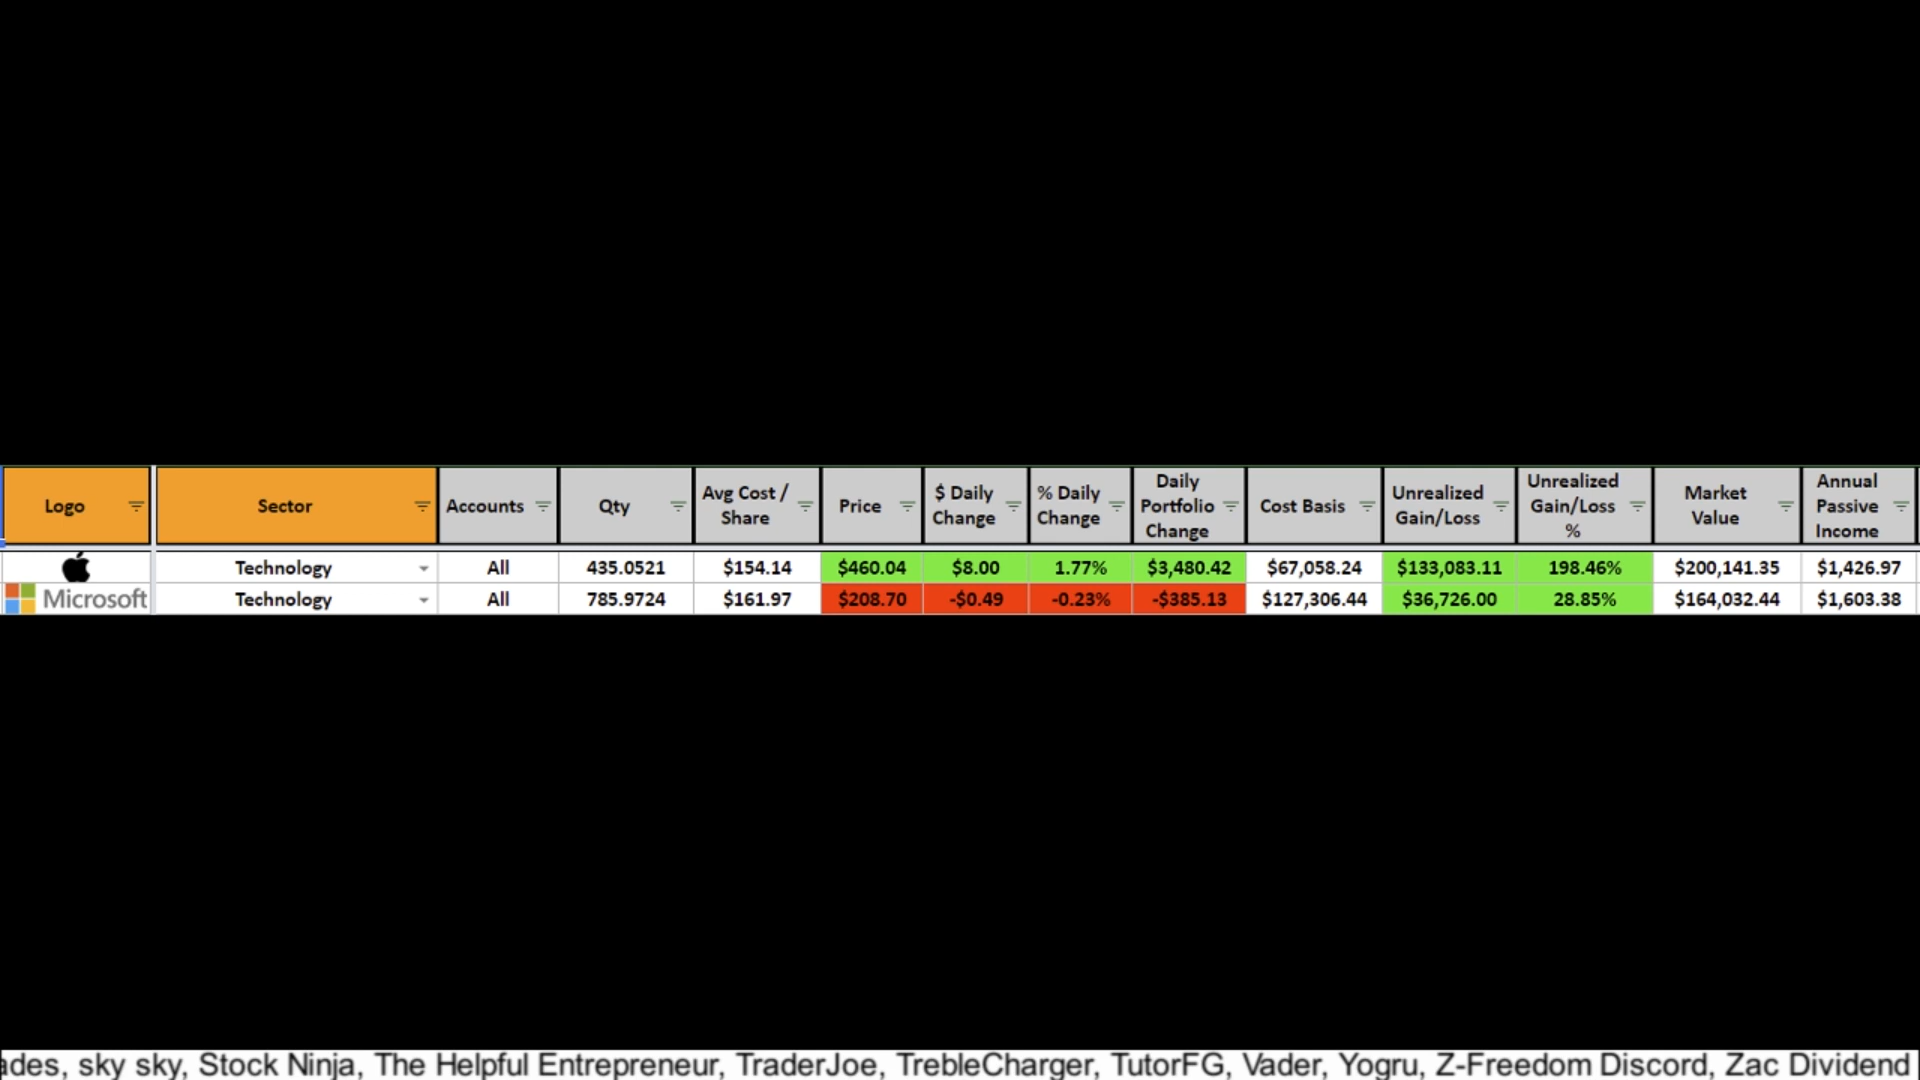 Logo Sector Accounts Qty Avg Cost / Share Price $ Daily Change % Daily Change Daily Portfolio Change Cost Basis Unrealized Gain/Loss Unrealized Gain/Loss % Market Value Annual Passive Income
Technology All 435.0521 $154.14 $460.04 $8.00 1.77% $3,480.42 $67,058.24 $133,083.11 198.46% $200,141.35 $1,426.97
Microsoft Technology All 785.9724 $161.97 $208.70 -$0.49 -0.23% -$385.13 $127,306.44 $36,726.00 28.85% $164,032.44 $1,603.38
ades, sky sky, Stock Ninja, The Helpful Entrepreneur, TraderJoe, TrebleCharger, TutorFG, Vader, Yogru, Z-Freedom Discord, Zac Dividend